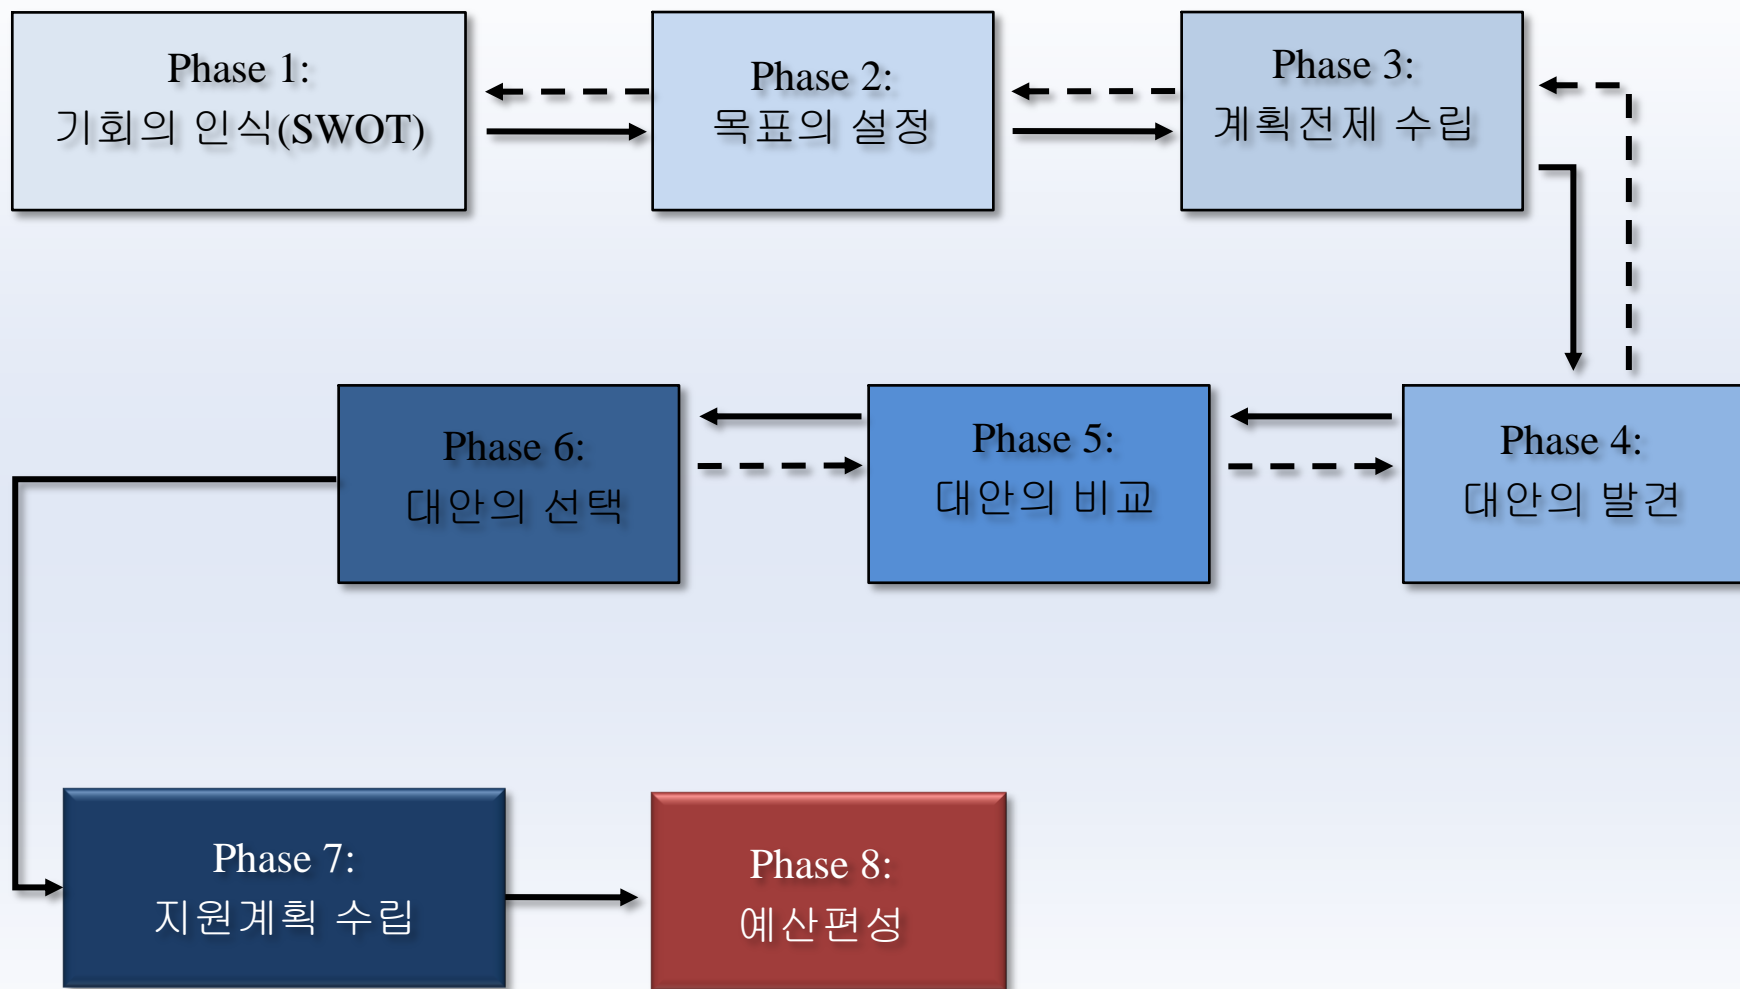 Phase 1:
기회의 인식(SWOT)
Phase 2:
목표의 설정
Phase 3:
계획전제 수립
Phase 4:
대안의 발견
Phase 5:
대안의 비교
Phase 6:
대안의 선택
Phase 7:
지원계획 수립
Phase 8:
예산편성